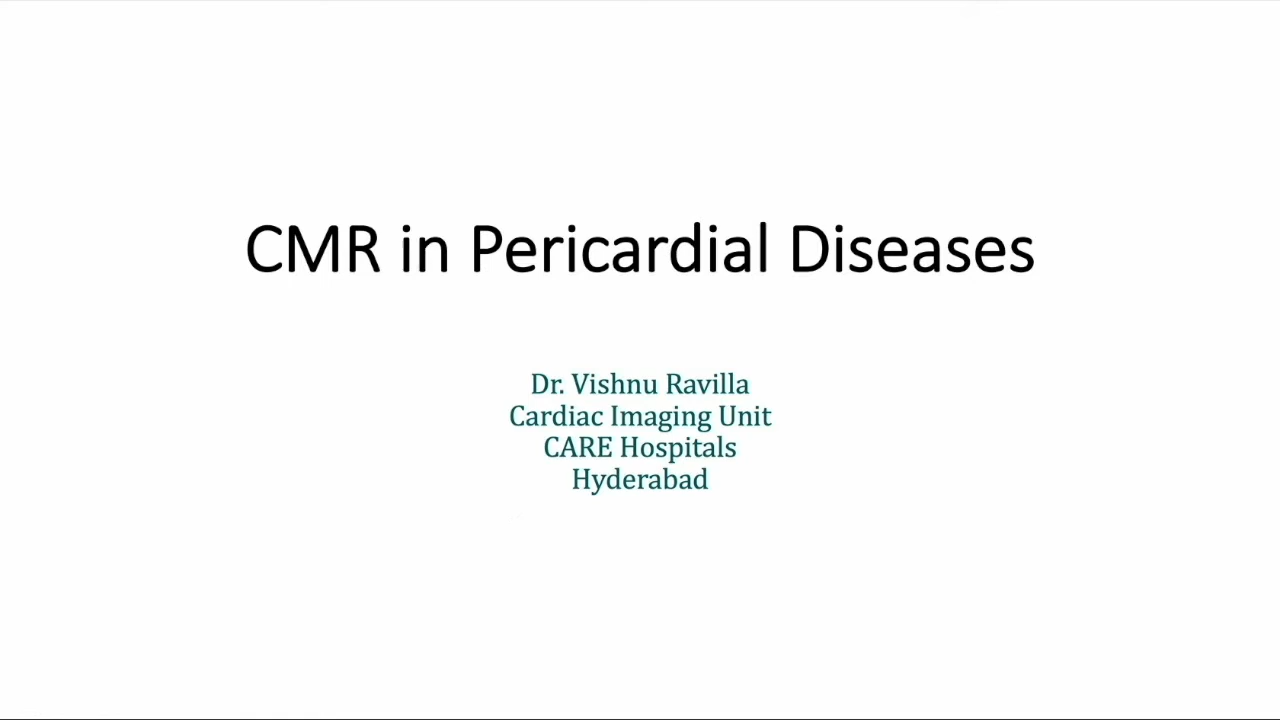 CMR in Pericardial Diseases
Dr. Vishnu Ravilla
Cardiac Imaging Unit
CARE Hospitals
Hyderabad